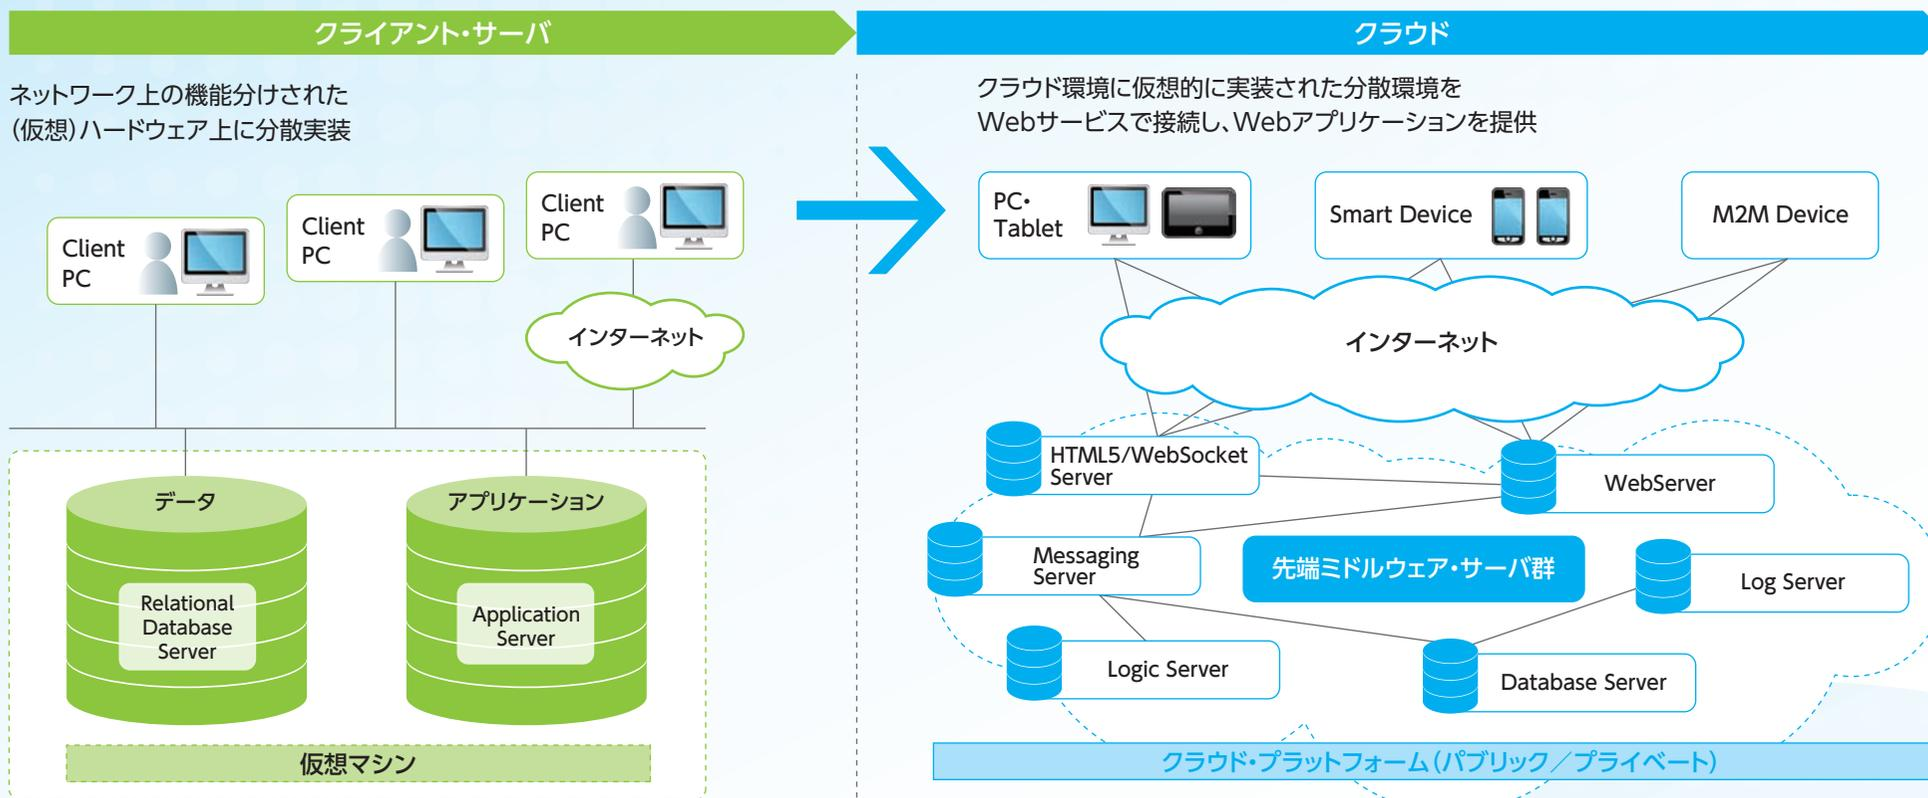 クライアント・サーバ
ネットワーク上の機能分けされた
(仮想)ハードウェア上に分散実装
Client
PC
Client
PC
Client
PC
インターネット
データ
アプリケーション
Relational
Database
Server
Application
Server
仮想マシン
クラウド
クラウド環境に仮想的に実装された分散環境を
Webサービスで接続し、Webアプリケーションを提供
PC・
Tablet
Smart Device
M2M Device
インターネット
HTML5/WebSocket
Server
WebServer
Messaging
Server
先端ミドルウェア・サーバ群
Log Server
Logic Server
Database Server
クラウド・プラットフォーム(パブリック/プライベート)